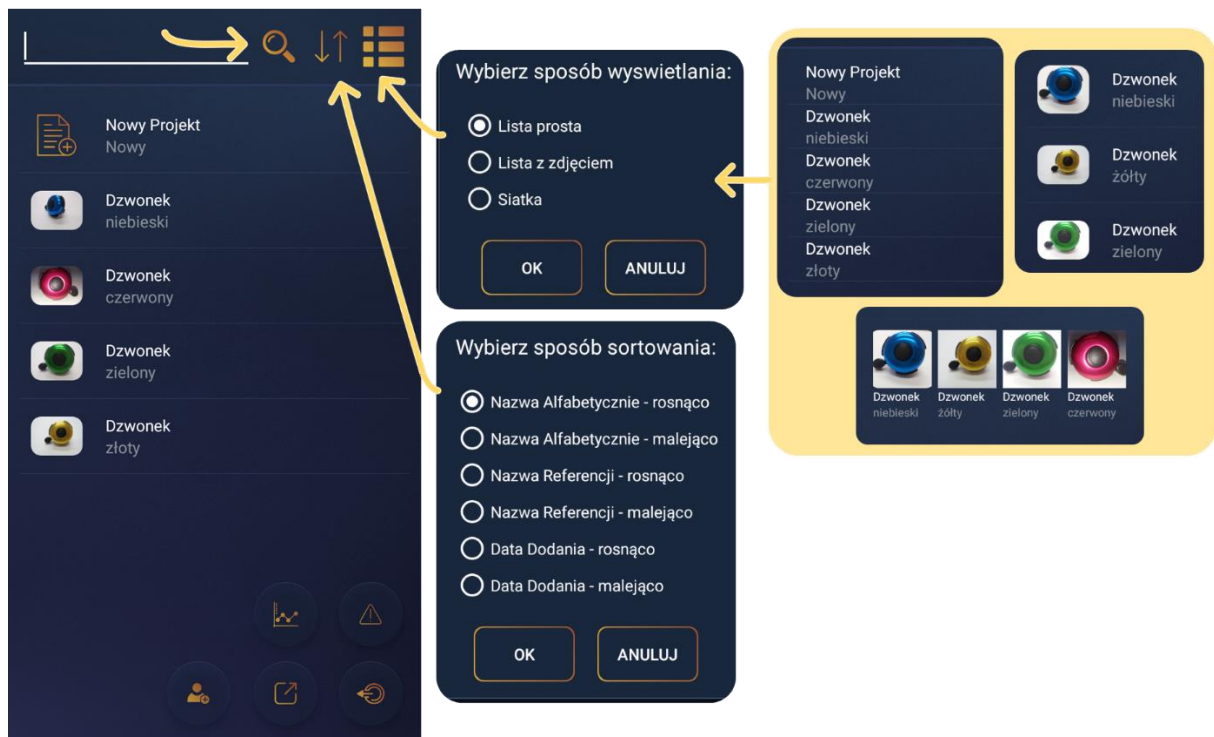 Nowy Projekt
Nowy
Dzwonek
niebieski
Dzwonek
czerwony
Dzwonek
zielony
Dzwonek
złoty
Wybierz sposób wyswietlania:
Lista prosta
Lista z zdjęciem
Siatka
OK ANULUJ
Wybierz sposób sortowania:
Nazwa Alfabetycznie - rosnąco
Nazwa Alfabetycznie - malejąco
Nazwa Referencji - rosnąco
Nazwa Referencji - malejąco
Data Dodania - rosnąco
Data Dodania - malejąco
OK ANULUJ
Nowy Projekt
Nowy
Dzwonek
niebieski
Dzwonek
czerwony
Dzwonek
zielony
Dzwonek
złoty
Dzwonek
niebieski
Dzwonek
żółty
Dzwonek
zielony
Dzwonek Dzwonek Dzwonek Dzwonek
niebieski żółty zielony czerwony